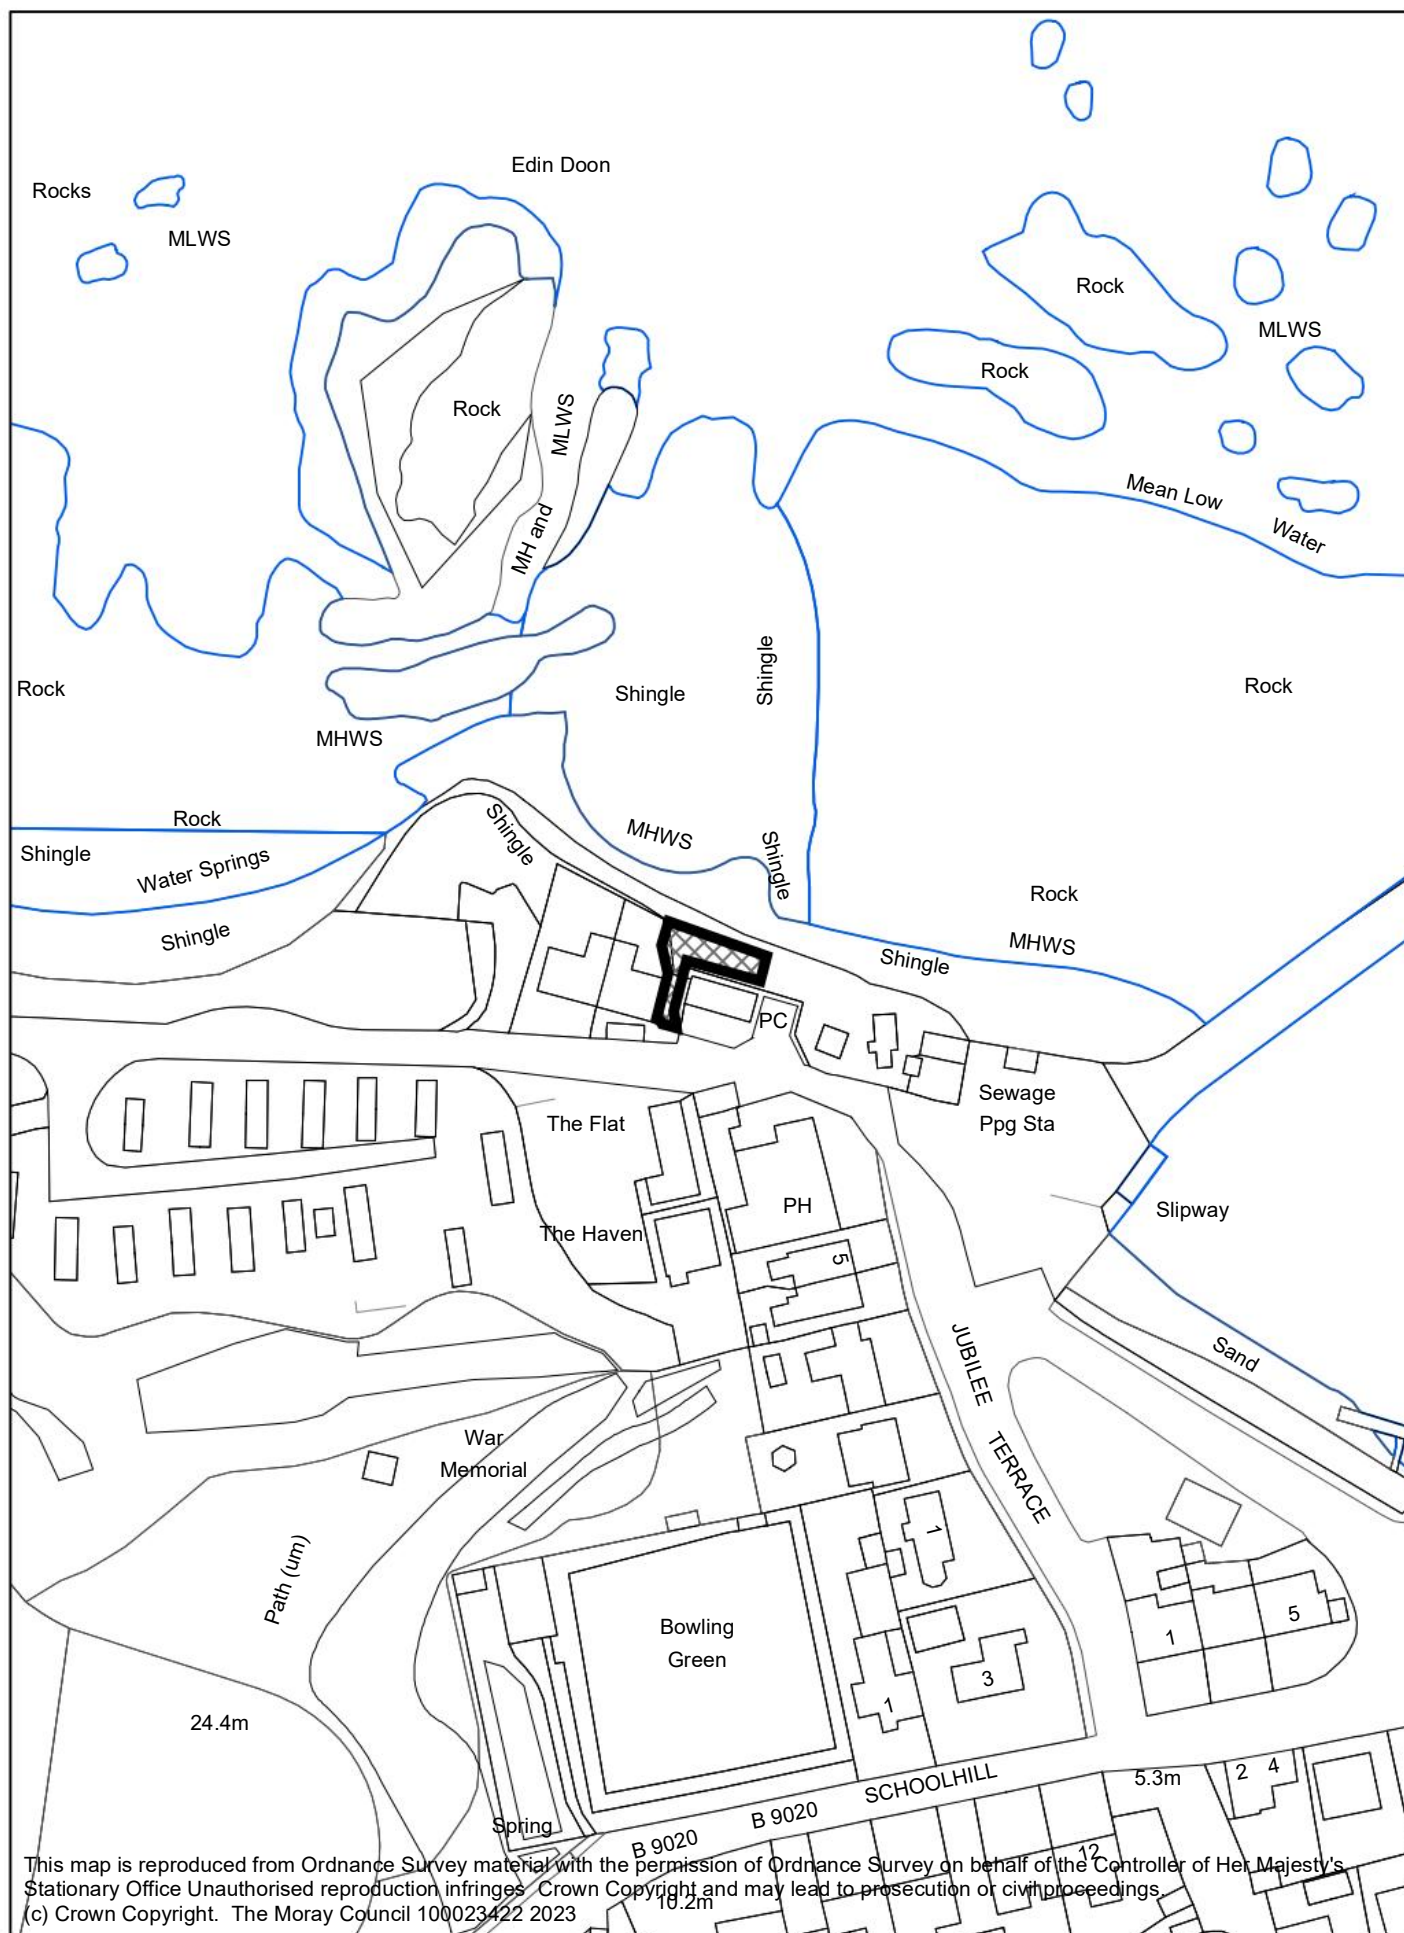 Edin Doon
Rocks
MLWS
Rock
Rock
MLWS
Rock
MLWS
MH and
Mean Low
Water
Shingle
Shingle
Rock
Rock
MHWS
Rock
Shingle
MHWS
Shingle
Shingle
Water Springs
Rock
Shingle
MHWS
Shingle
PC
Sewage
Ppg Sta
The Flat
PH
Slipway
The Haven
5
JUBILEE TERRACE
Sand
War
Memorial
Path (um)
1
Bowling
Green
5
1
3
1
24.4m
SCHOOLHILL
5.3m
2
4
B 9020
Spring
B 9020
12
This map is reproduced from Ordnance Survey material with the permission of Ordnance Survey on behalf of the Controller of Her Majesty's
Stationary Office Unauthorised reproduction infringes Crown Copyright and may lead to prosecution or civil proceedings.
10.2m
(c) Crown Copyright. The Moray Council 100023422 2023